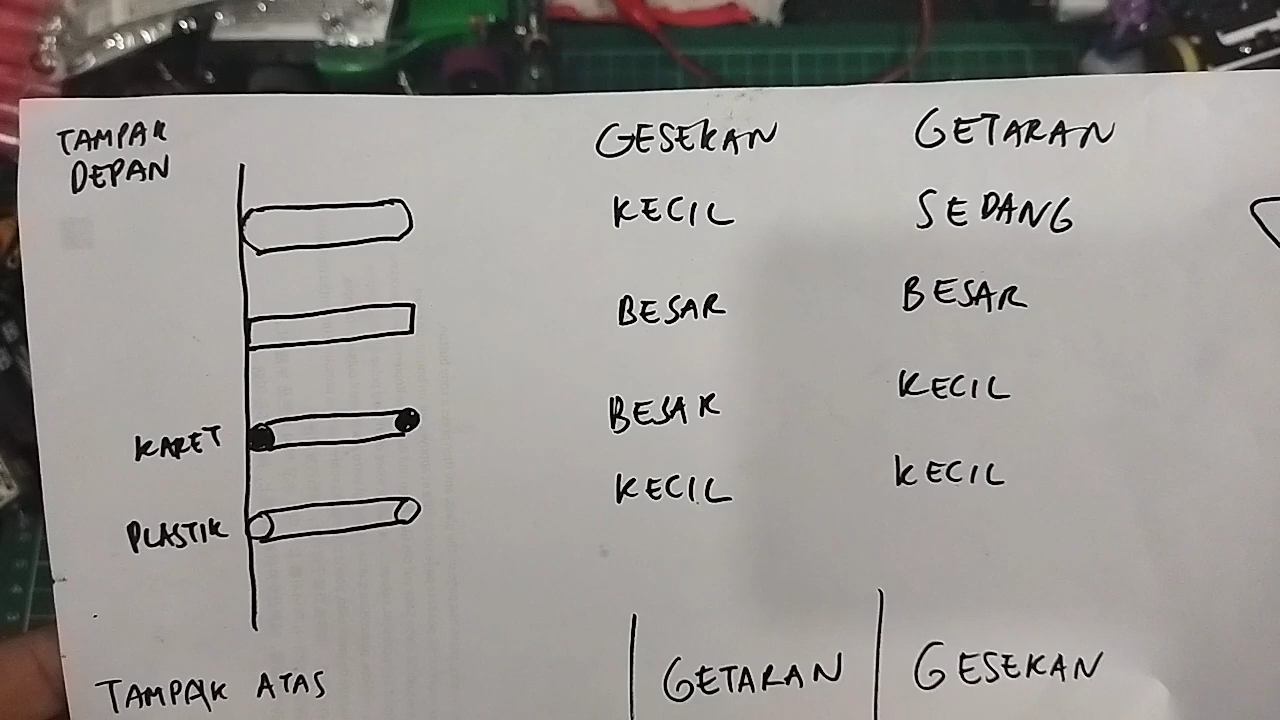 TAMPAK
DEPAN
GESEKAN GETARAN
KECIL SEDANG
BESAR BESAR
KARET BESAR KECIL
PLASTIK KECIL KECIL
TAMPAK ATAS GETARAN GESEKAN